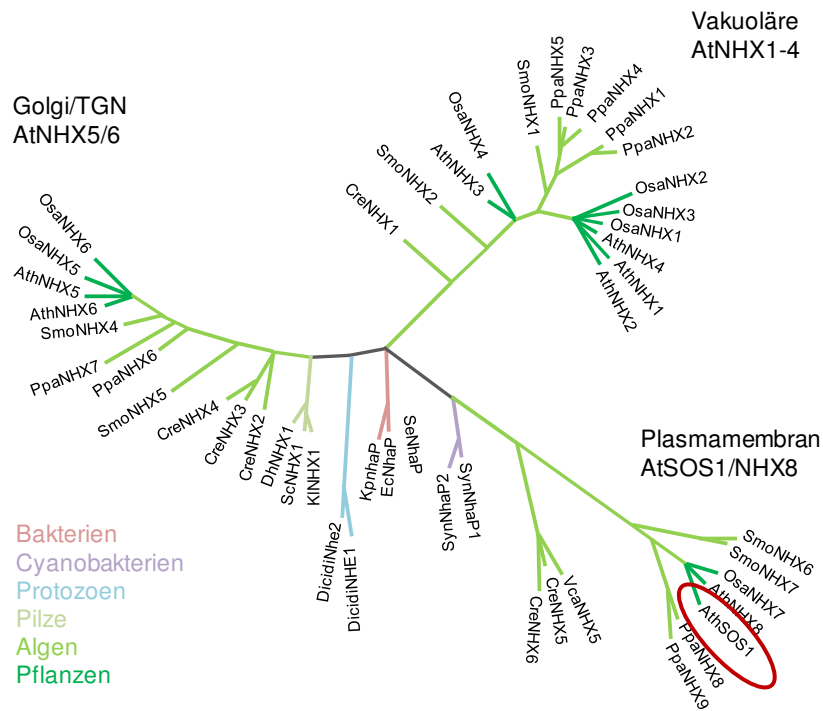 Vakuoläre
AtNHX1-4
Golgi/TGN
AtNHX5/6
OsaNHX6
OsaNHX5
AthNHX5
AthNHX6
SmoNHX4
PpaNHX7
PpaNHX6
SmoNHX5
CreNHX4
CreNHX3
CreNHX2
DhNHX1
ScNHX1
KlNHX1
DicidiNhe2
DicidiNHE1
KpnhaP
EcNhaP
SeNhaP
SynNhaP2
SynNhaP1
CreNHX1
SmoNHX2
AthNHX3
OsaNHX4
SmoNHX1
PpaNHX5
PpaNHX3
PpaNHX4
PpaNHX1
PpaNHX2
OsaNHX2
OsaNHX3
OsaNHX1
AthNHX4
AthNHX1
AthNHX2
Plasmamembran
AtSOS1/NHX8
CreNHX6
CreNHX5
VcaNHX5
SmoNHX6
SmoNHX7
OsaNHX7
AthNHX8
AthSOS1
PpaNHX8
PpaNHX9
Bakterien
Cyanobakterien
Protozoen
Pilze
Algen
Pflanzen